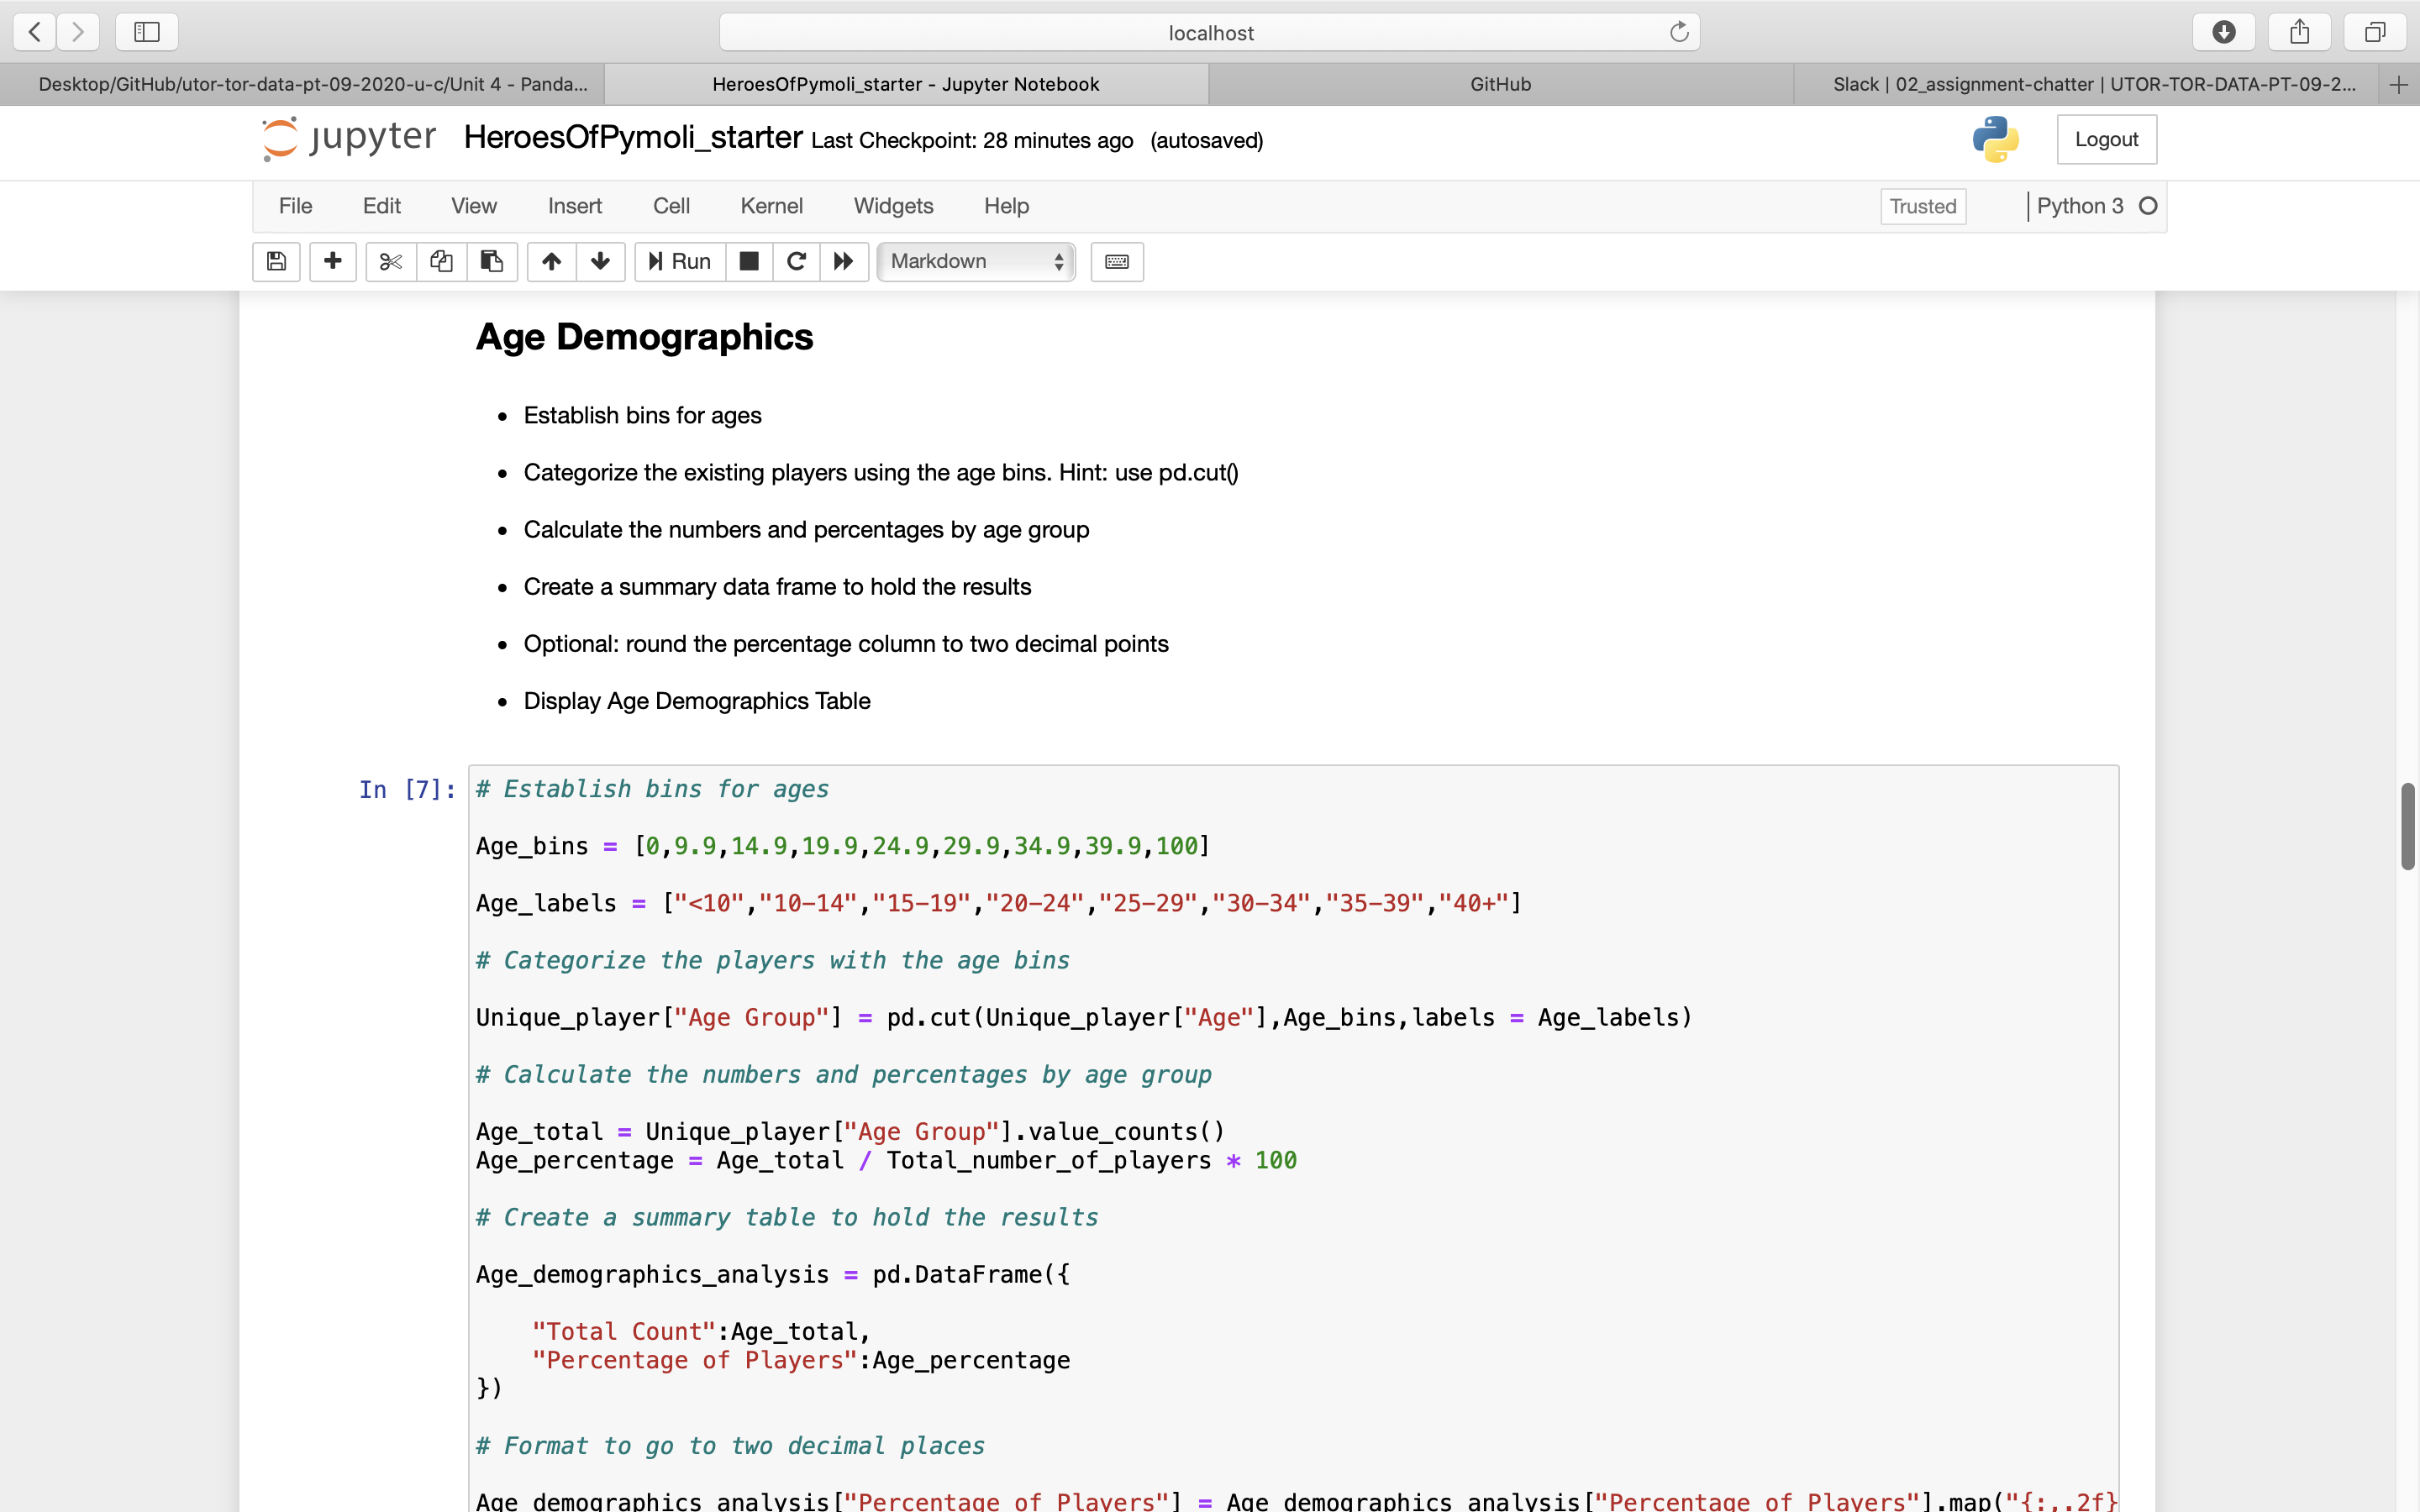 localhost
Desktop/GitHub/utor-tor-data-pt-09-2020-u-c/Unit 4 - Panda...
HeroesOfPymoli_starter - Jupyter Notebook
GitHub
Slack | 02_assignment-chatter | UTOR-TOR-DATA-PT-09-2...
jupyter HeroesOfPymoli_starter Last Checkpoint: 28 minutes ago (autosaved)
Logout
File Edit View Insert Cell Kernel Widgets Help
Trusted
Python 3
Run
Markdown
Age Demographics
• Establish bins for ages
• Categorize the existing players using the age bins. Hint: use pd.cut()
• Calculate the numbers and percentages by age group
• Create a summary data frame to hold the results
• Optional: round the percentage column to two decimal points
• Display Age Demographics Table
In [7]:
# Establish bins for ages
Age_bins = [0,9.9,14.9,19.9,24.9,29.9,34.9,39.9,100]
Age_labels = ["<10","10-14","15-19","20-24","25-29","30-34","35-39","40+"]
# Categorize the players with the age bins
Unique_player["Age Group"] = pd.cut(Unique_player["Age"],Age_bins,labels = Age_labels)
# Calculate the numbers and percentages by age group
Age_total = Unique_player["Age Group"].value_counts()
Age_percentage = Age_total / Total_number_of_players * 100
# Create a summary table to hold the results
Age_demographics_analysis = pd.DataFrame({
    "Total Count":Age_total,
    "Percentage of Players":Age_percentage
})
# Format to go to two decimal places
Age_demographics_analysis["Percentage of Players"] = Age_demographics_analysis["Percentage of Players"].map("{:,.2f}